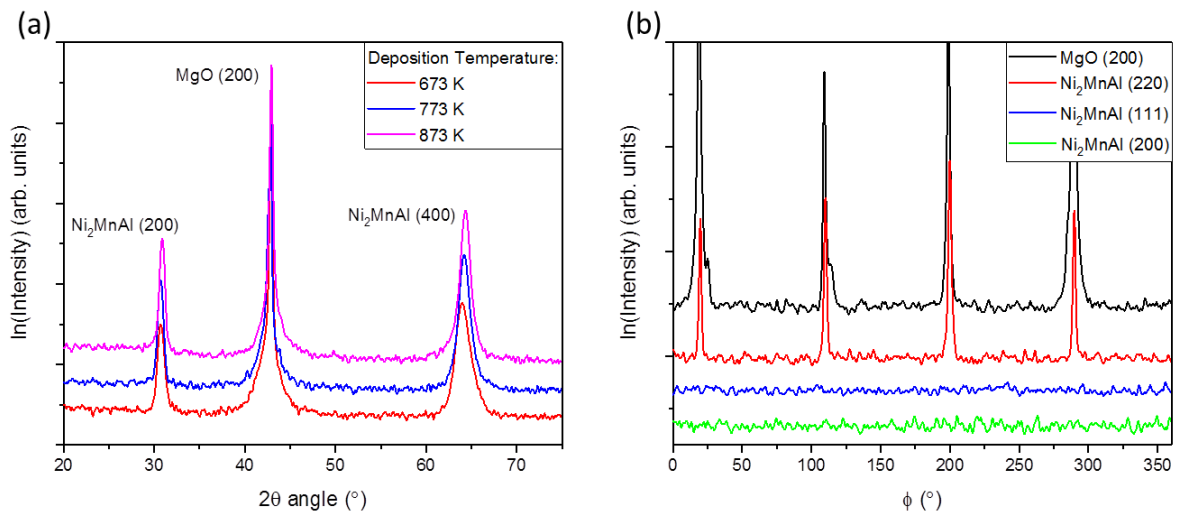 (a)
ln(Intensity) (arb. units)
Deposition Temperature:
673 K
773 K
873 K
MgO (200)
Ni₂MnAl (200)
Ni₂MnAl (400)
20 30 40 50 60 70
2θ angle (°)
(b)
ln(Intensity) (arb. units)
MgO (200)
Ni₂MnAl (220)
Ni₂MnAl (111)
Ni₂MnAl (200)
0 50 100 150 200 250 300 350
ϕ (°)